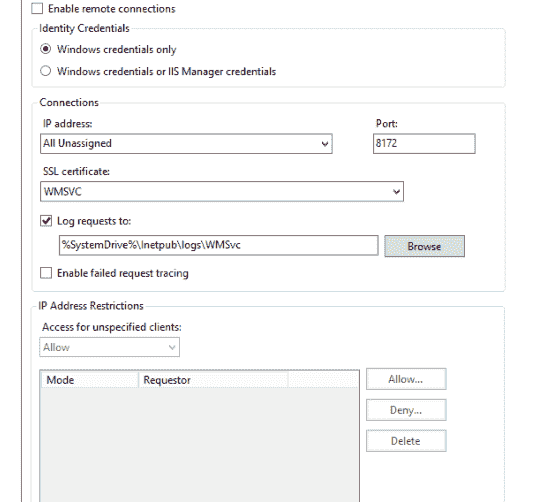 Enable remote connections
Identity Credentials
Windows credentials only
Windows credentials or IIS Manager credentials
Connections
IP address: Port:
All Unassigned 8172
SSL certificate:
WMSVC
Log requests to:
%SystemDrive%\Inetpub\logs\WMSvc Browse
Enable failed request tracing
IP Address Restrictions
Access for unspecified clients:
Allow
Mode Requestor Allow...
Deny...
Delete